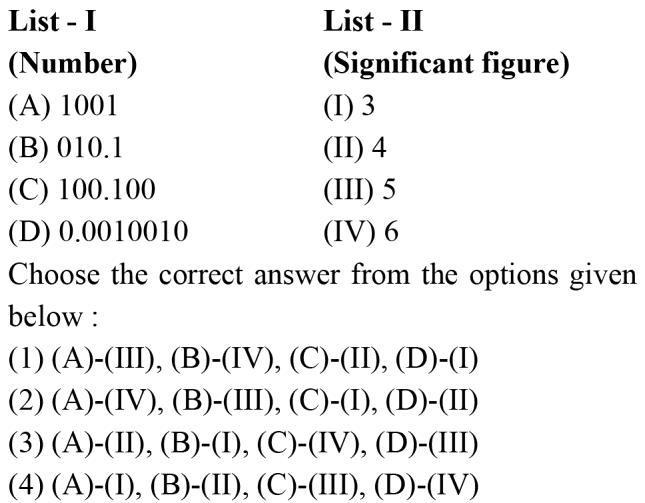 List - I List - II
(Number) (Significant figure)
(A) 1001 (I) 3
(B) 010.1 (II) 4
(C) 100.100 (III) 5
(D) 0.0010010 (IV) 6
Choose the correct answer from the options given
below :
(1) (A)-(III), (B)-(IV), (C)-(II), (D)-(I)
(2) (A)-(IV), (B)-(III), (C)-(I), (D)-(II)
(3) (A)-(II), (B)-(I), (C)-(IV), (D)-(III)
(4) (A)-(I), (B)-(II), (C)-(III), (D)-(IV)